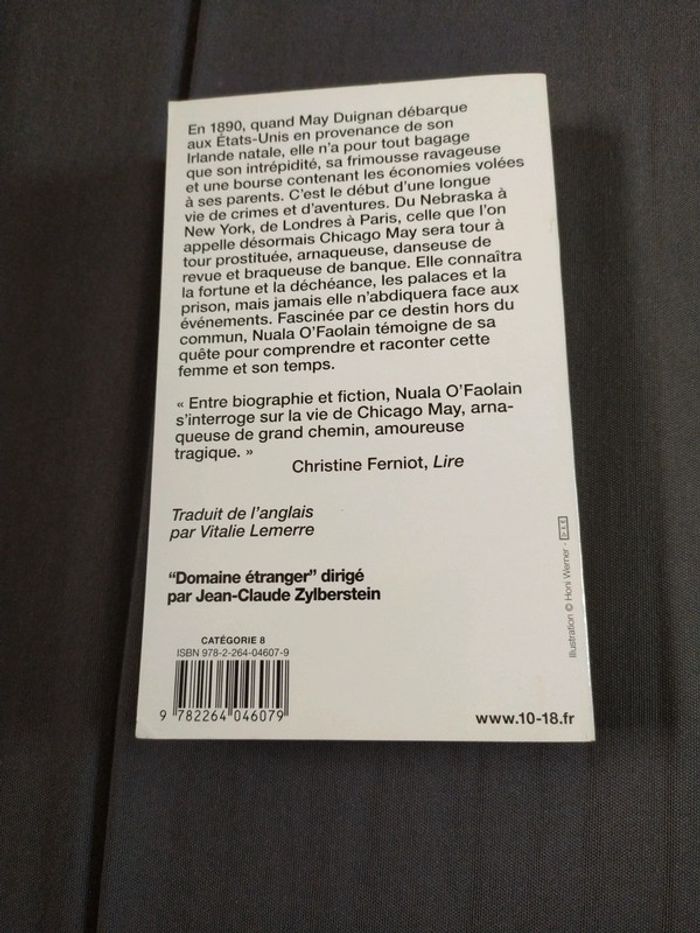 En 1890, quand May Duignan débarque
aux États-Unis en provenance de son
Irlande natale, elle n'a pour tout bagage
que son intrépidité, sa frimousse ravageuse
et une bourse contenant les économies volées
à ses parents. C'est le début d'une longue
vie de crimes et d'aventures. Du Nebraska à
New York, de Londres à Paris, celle que l'on
appelle désormais Chicago May sera tour à
tour prostituée, arnaqueuse, danseuse de
revue et braqueuse de banque. Elle connaîtra
la fortune et la déchéance, les palaces et la
prison, mais jamais elle n'abdiquera face aux
événements. Fascinée par ce destin hors du
commun, Nuala O'Faolain témoigne de sa
quête pour comprendre et raconter cette
femme et son temps.
« Entre biographie et fiction, Nuala O'Faolain
s'interroge sur la vie de Chicago May, arna-
queuse de grand chemin, amoureuse
tragique. »
Christine Ferniot, Lire
Traduit de l'anglais
par Vitalie Lemerre
"Domaine étranger" dirigé
par Jean-Claude Zylberstein
CATÉGORIE 8
ISBN 978-2-264-04607-9
9 782264 046079
www.10-18.fr
Illustration © Honi Werner -